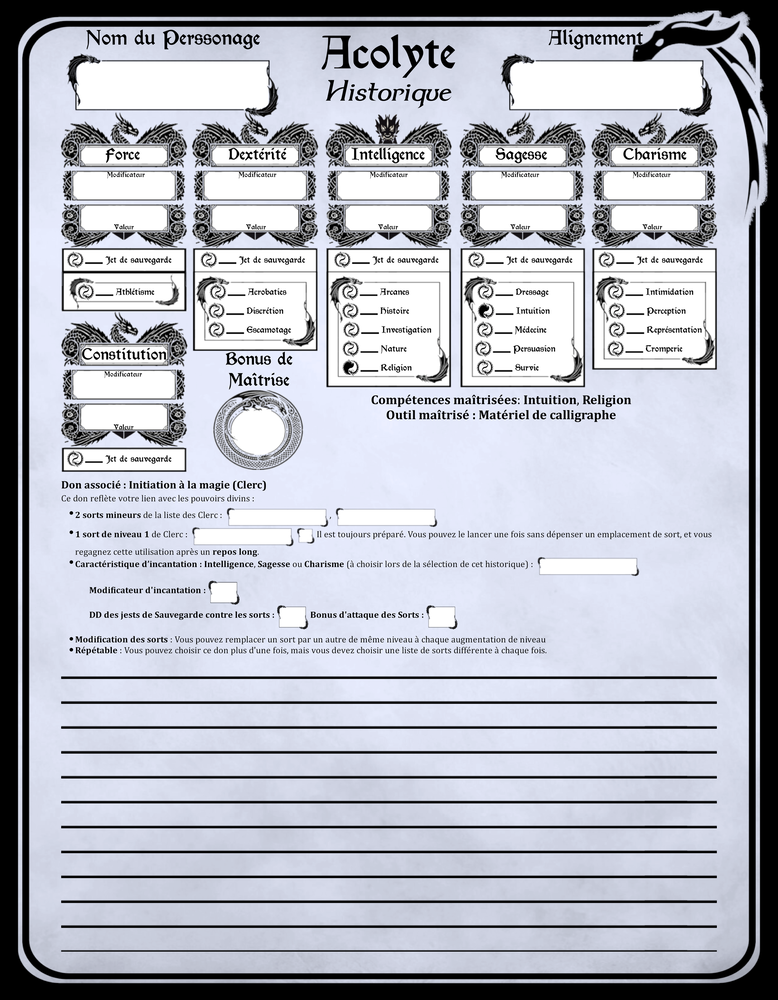 Nom du Perssonage
Acolyte
Alignement
Historique
Force
Dextérité
Intelligence
Sagesse
Charisme
Modificateur
Modificateur
Modificateur
Modificateur
Modificateur
Valeur
Valeur
Valeur
Valeur
Valeur
Jet de sauvegarde
Jet de sauvegarde
Jet de sauvegarde
Jet de sauvegarde
Jet de sauvegarde
Athlétisme
Acrobaties
Discrétion
Escamotage
Arcanes
Histoire
Investigation
Nature
Religion
Dressage
Intuition
Médecine
Persuasion
Survie
Intimidation
Perception
Représentation
Tromperie
Constitution
Modificateur
Valeur
Jet de sauvegarde
Bonus de
Maîtrise
Compétences maîtrisées: Intuition, Religion
Outil maîtrisé : Matériel de calligraphe
Don associé : Initiation à la magie (Clerc)
Ce don reflète votre lien avec les pouvoirs divins :
• 2 sorts mineurs de la liste des Clerc : ,
• 1 sort de niveau 1 de Clerc : Il est toujours préparé. Vous pouvez le lancer une fois sans dépenser un emplacement de sort, et vous
regagnez cette utilisation après un repos long.
• Caractéristique d'incantation : Intelligence, Sagesse ou Charisme (à choisir lors de la sélection de cet historique) :
Modificateur d'incantation :
DD des jests de Sauvegarde contre les sorts : Bonus d'attaque des Sorts :
• Modification des sorts : Vous pouvez remplacer un sort par un autre de même niveau à chaque augmentation de niveau
• Répétable : Vous pouvez choisir ce don plus d'une fois, mais vous devez choisir une liste de sorts différente à chaque fois.